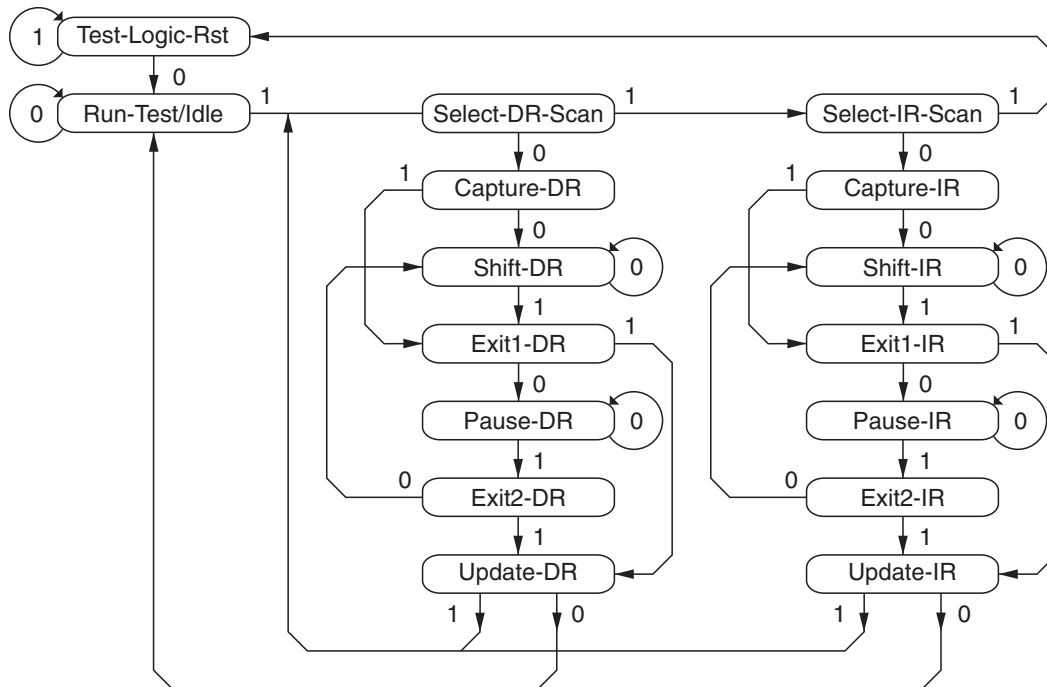 1
Test-Logic-Rst
0
0
Run-Test/Idle
1
Select-DR-Scan
1
Select-IR-Scan
1
0
0
1
Capture-DR
1
Capture-IR
0
0
Shift-DR
0
Shift-IR
0
1
1
Exit1-DR
1
Exit1-IR
1
0
0
Pause-DR
0
Pause-IR
0
1
1
0
Exit2-DR
0
Exit2-IR
1
1
Update-DR
Update-IR
1
0
1
0